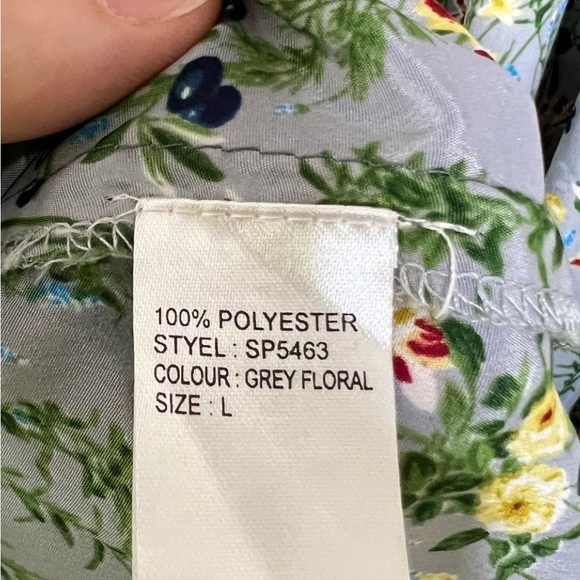 100% POLYESTER
STYEL : SP5463
COLOUR : GREY FLORAL
SIZE : L